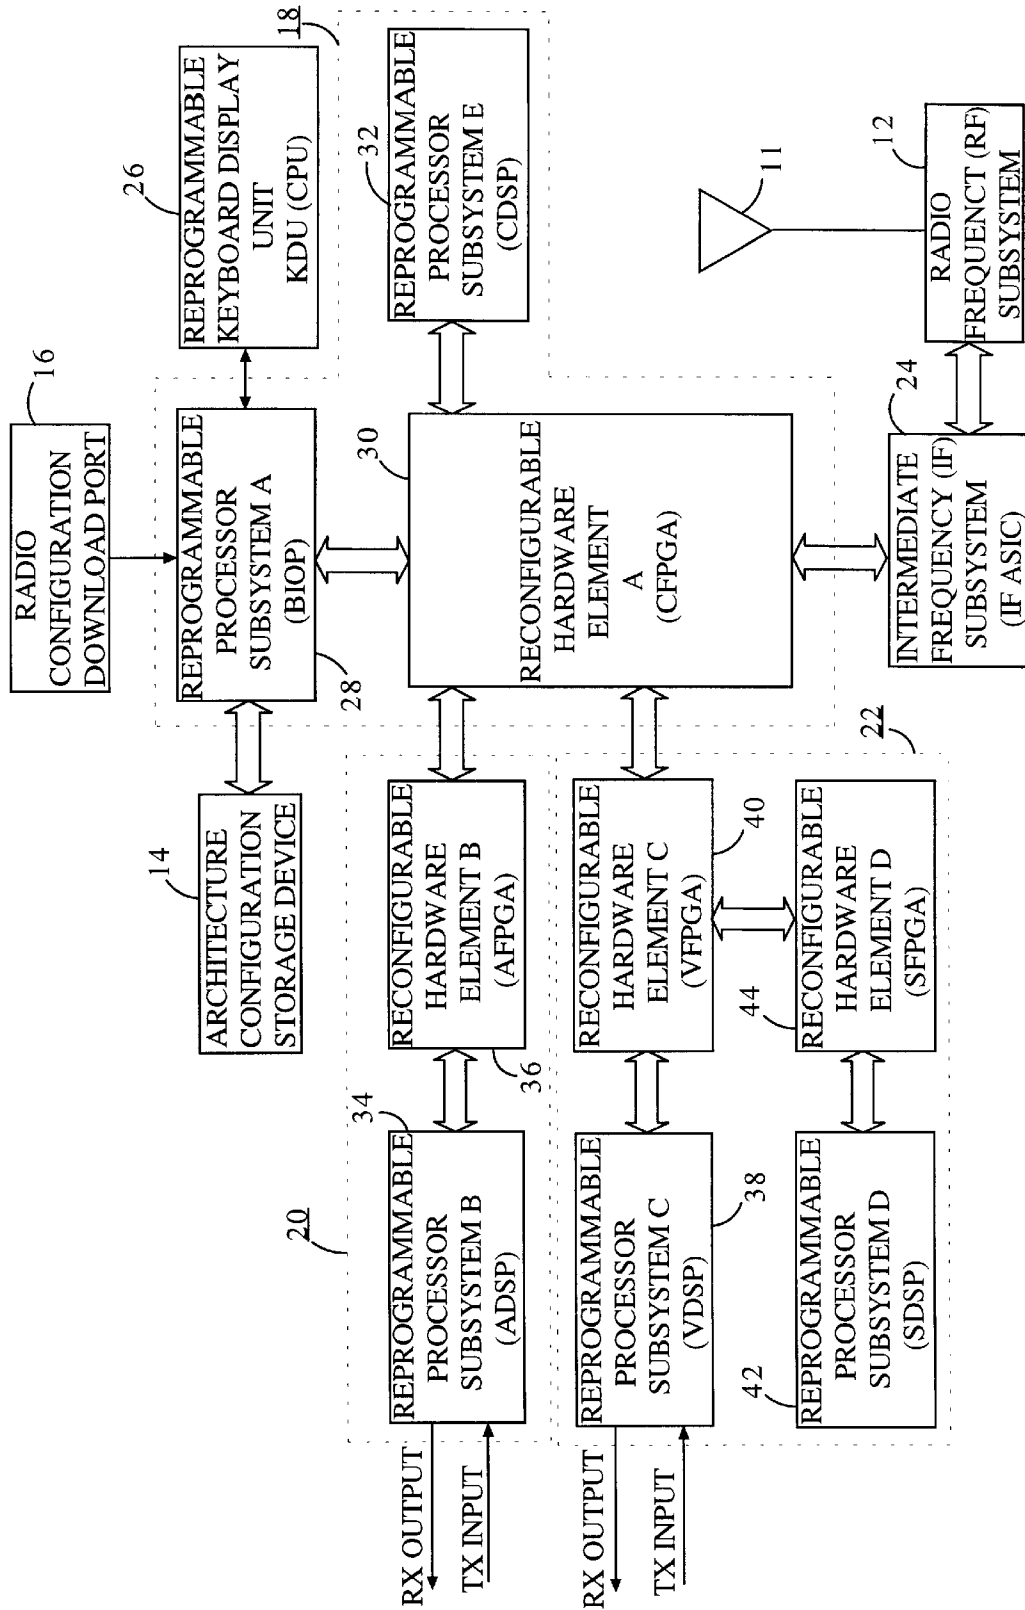 RADIO
CONFIGURATION
DOWNLOAD PORT
16
ARCHITECTURE
CONFIGURATION
STORAGE DEVICE
14
REPROGRAMMABLE
PROCESSOR
SUBSYSTEM A
(BIOP)
28
REPROGRAMMABLE
KEYBOARD DISPLAY
UNIT
KDU (CPU)
26
18
20
REPROGRAMMABLE
PROCESSOR
SUBSYSTEM B
(ADSP)
34
RECONFIGURABLE
HARDWARE
ELEMENT B
(AFPGA)
36
RECONFIGURABLE
HARDWARE
ELEMENT
A
(CFPGA)
30
REPROGRAMMABLE
PROCESSOR
SUBSYSTEM E
(CDSP)
32
RX OUTPUT
TX INPUT
REPROGRAMMABLE
PROCESSOR
SUBSYSTEM C
(VDSP)
38
RECONFIGURABLE
HARDWARE
ELEMENT C
(VFPGA)
40
RX OUTPUT
TX INPUT
REPROGRAMMABLE
PROCESSOR
SUBSYSTEM D
(SDSP)
42
RECONFIGURABLE
HARDWARE
ELEMENT D
(SFPGA)
44
22
INTERMEDIATE
FREQUENCY (IF)
SUBSYSTEM
(IF ASIC)
24
RADIO
FREQUENCT (RF)
SUBSYSTEM
12
11